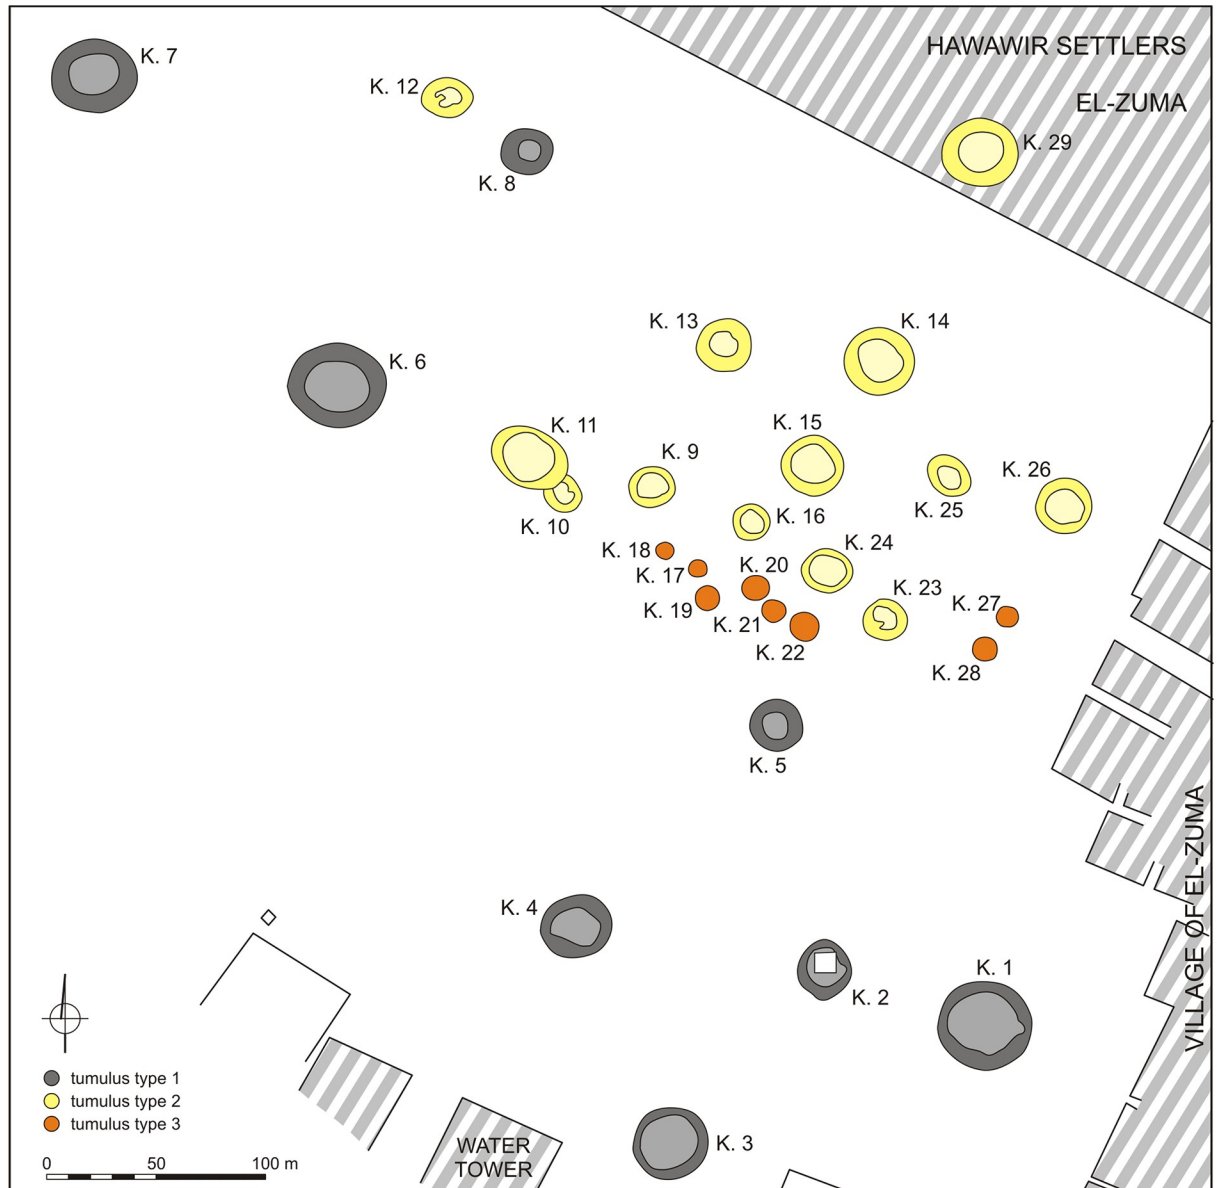 HAWAWIR SETTLERS
EL-ZUMA
K. 7
K. 12
K. 8
K. 29
K. 13
K. 14
K. 6
K. 11
K. 15
K. 9
K. 26
K. 10
K. 16
K. 25
K. 18
K. 24
K. 17
K. 20
K. 23
K. 19
K. 21
K. 27
K. 22
K. 28
K. 5
VILLAGE OF EL-ZUMA
K. 4
K. 2
K. 1
tumulus type 1
tumulus type 2
tumulus type 3
K. 3
WATER
TOWER
0 50 100 m